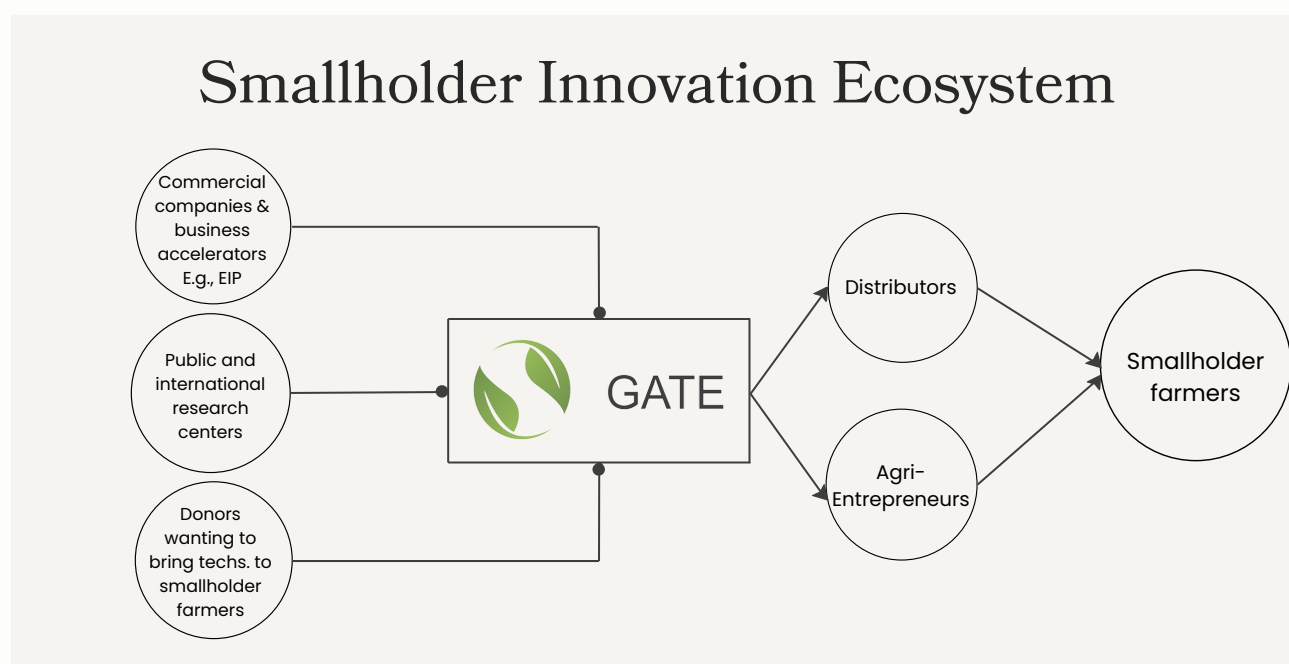 Smallholder Innovation Ecosystem
Commercial
companies &
business
accelerators
E.g., EIP
Public and
international
research
centers
Donors
wanting to
bring techs. to
smallholder
farmers
GATE
Distributors
Agri-
Entrepreneurs
Smallholder
farmers